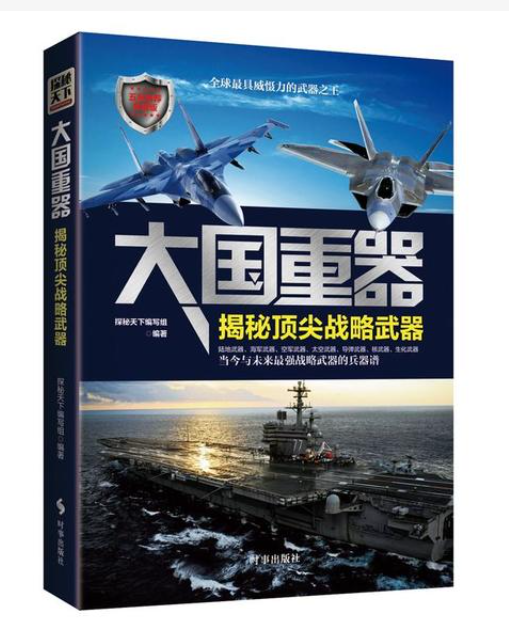 探秘天下
大国重器
揭秘顶尖战略武器
探秘天下编写组◎编著
时事出版社
全球最具威慑力的武器之王
大国重器
探秘天下编写组
◎编著
揭秘顶尖战略武器
陆地武器、海军武器、空军武器、太空武器、导弹武器、核武器、生化武器
当今与未来最强战略武器的兵器谱
时事出版社